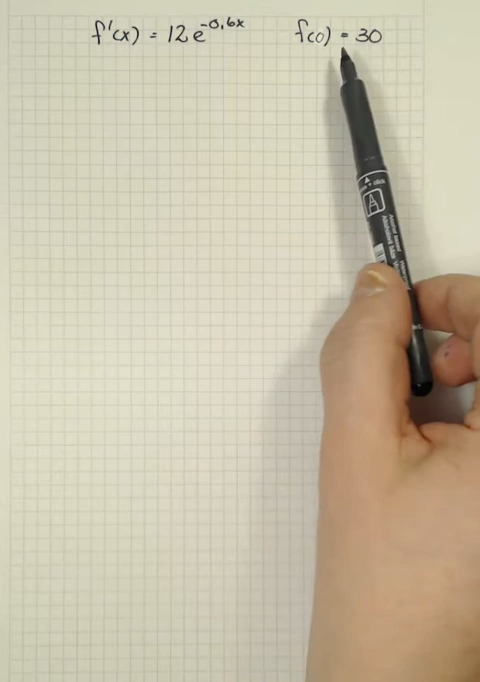 f'(x) = 12e^-0,6x f(0) = 30
A